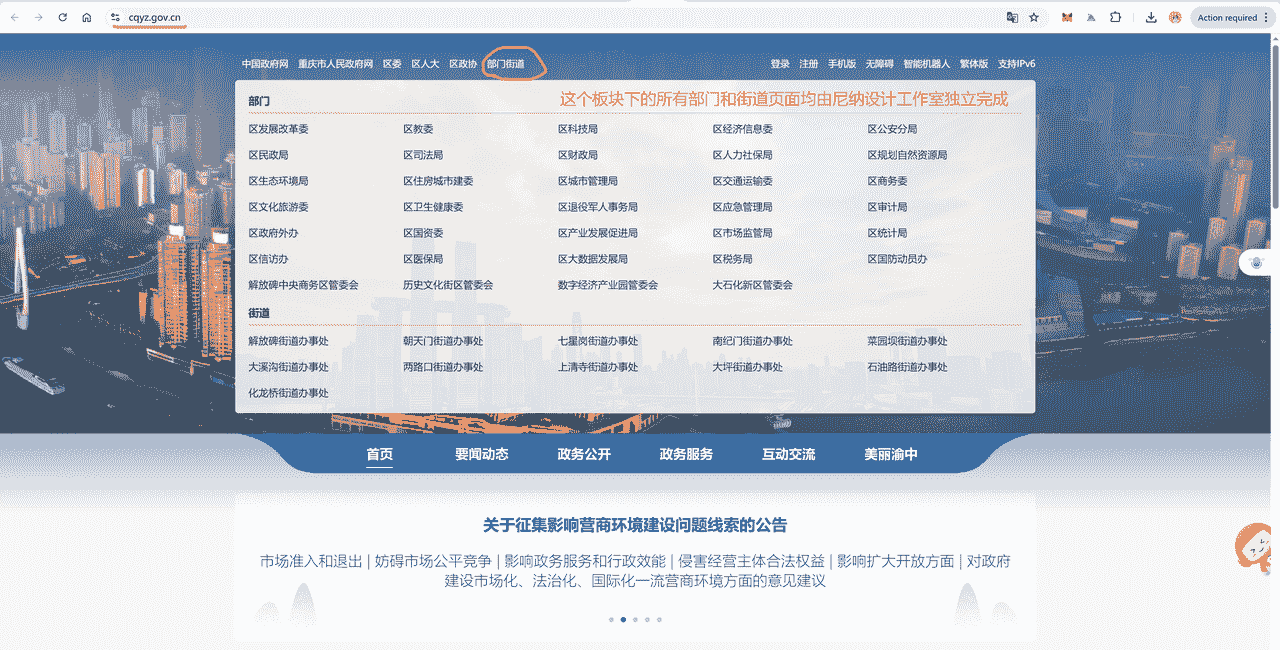 cqyz.gov.cn
Action required
中国政府网 重庆市人民政府网 区委 区人大 区政协 部门街道 登录 注册 手机版 无障碍 智能机器人 繁体版 支持IPv6
部门 这个板块下的所有部门和街道页面均由尼纳设计工作室独立完成
区发展改革委 区教委 区科技局 区经济信息委 区公安分局
区民政局 区司法局 区财政局 区人力社保局 区规划自然资源局
区生态环境局 区住房城市建委 区城市管理局 区交通运输委 区商务委
区文化旅游委 区卫生健康委 区退役军人事务局 区应急管理局 区审计局
区政府外办 区国资委 区产业发展促进局 区市场监管局 区统计局
区信访办 区医保局 区大数据发展局 区税务局 区国防动员办
解放碑中央商务区管委会 历史文化街区管委会 数字经济产业园管委会 大石化新区管委会
街道
解放碑街道办事处 朝天门街道办事处 七星岗街道办事处 南纪门街道办事处 菜园坝街道办事处
大溪沟街道办事处 两路口街道办事处 上清寺街道办事处 大坪街道办事处 石油路街道办事处
化龙桥街道办事处
首页 要闻动态 政务公开 政务服务 互动交流 美丽渝中
关于征集影响营商环境建设问题线索的公告
市场准入和退出 | 妨碍市场公平竞争 | 影响政务服务和行政效能 | 侵害经营主体合法权益 | 影响扩大开放方面 | 对政府
建设市场化、法治化、国际化一流营商环境方面的意见建议